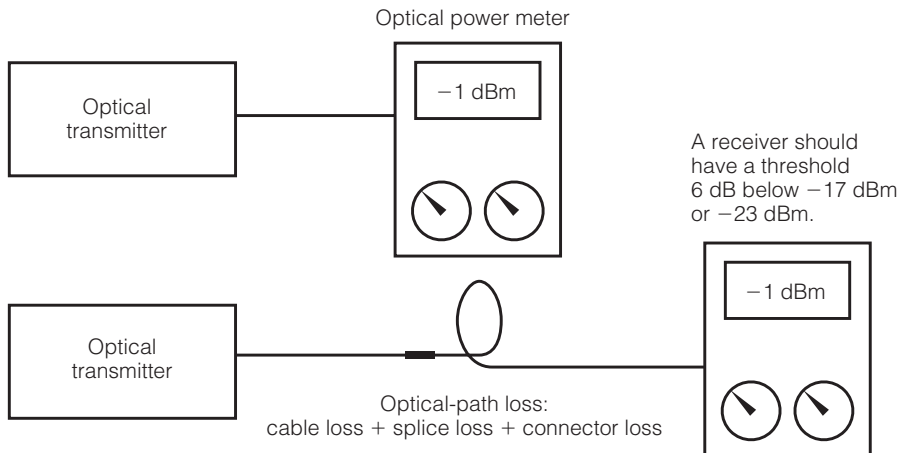 Optical power meter
Optical
transmitter
−1 dBm
A receiver should
have a threshold
6 dB below −17 dBm
or −23 dBm.
Optical
transmitter
−1 dBm
Optical-path loss:
cable loss + splice loss + connector loss